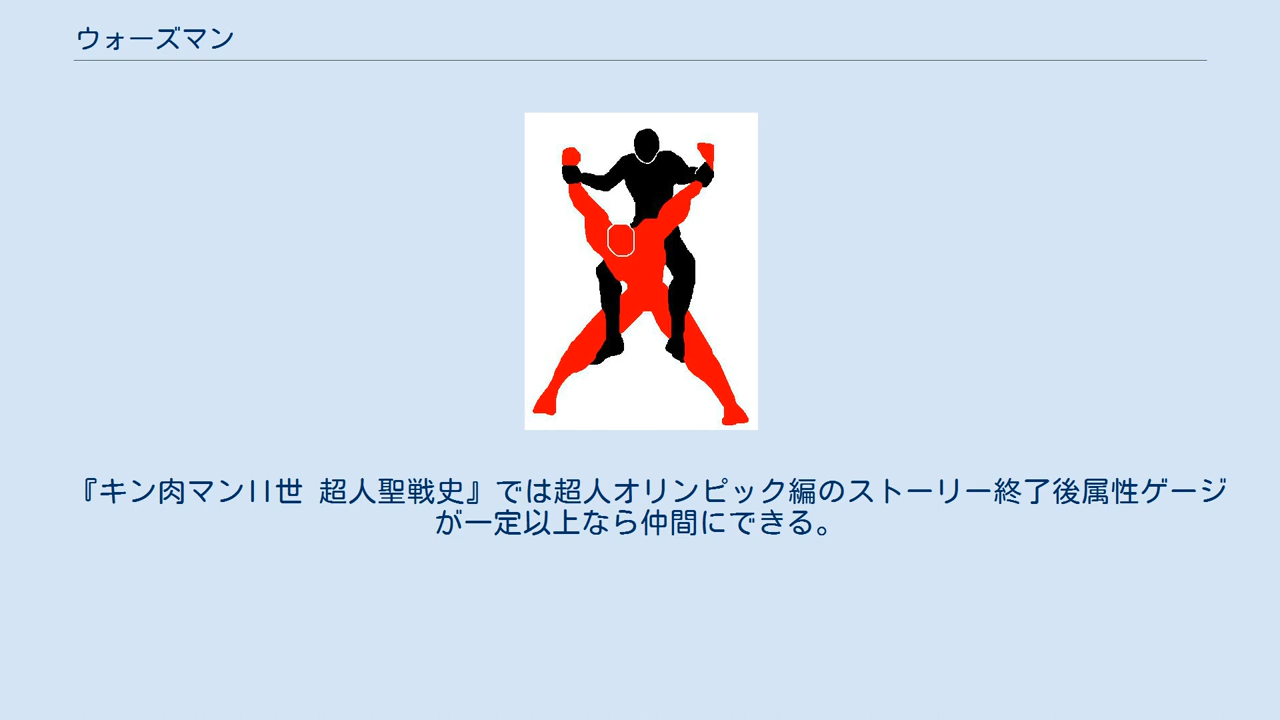 ウォーズマン
『キン肉マンII世 超人聖戦史』では超人オリンピック編のストーリー終了後属性ゲージ
が一定以上なら仲間にできる。